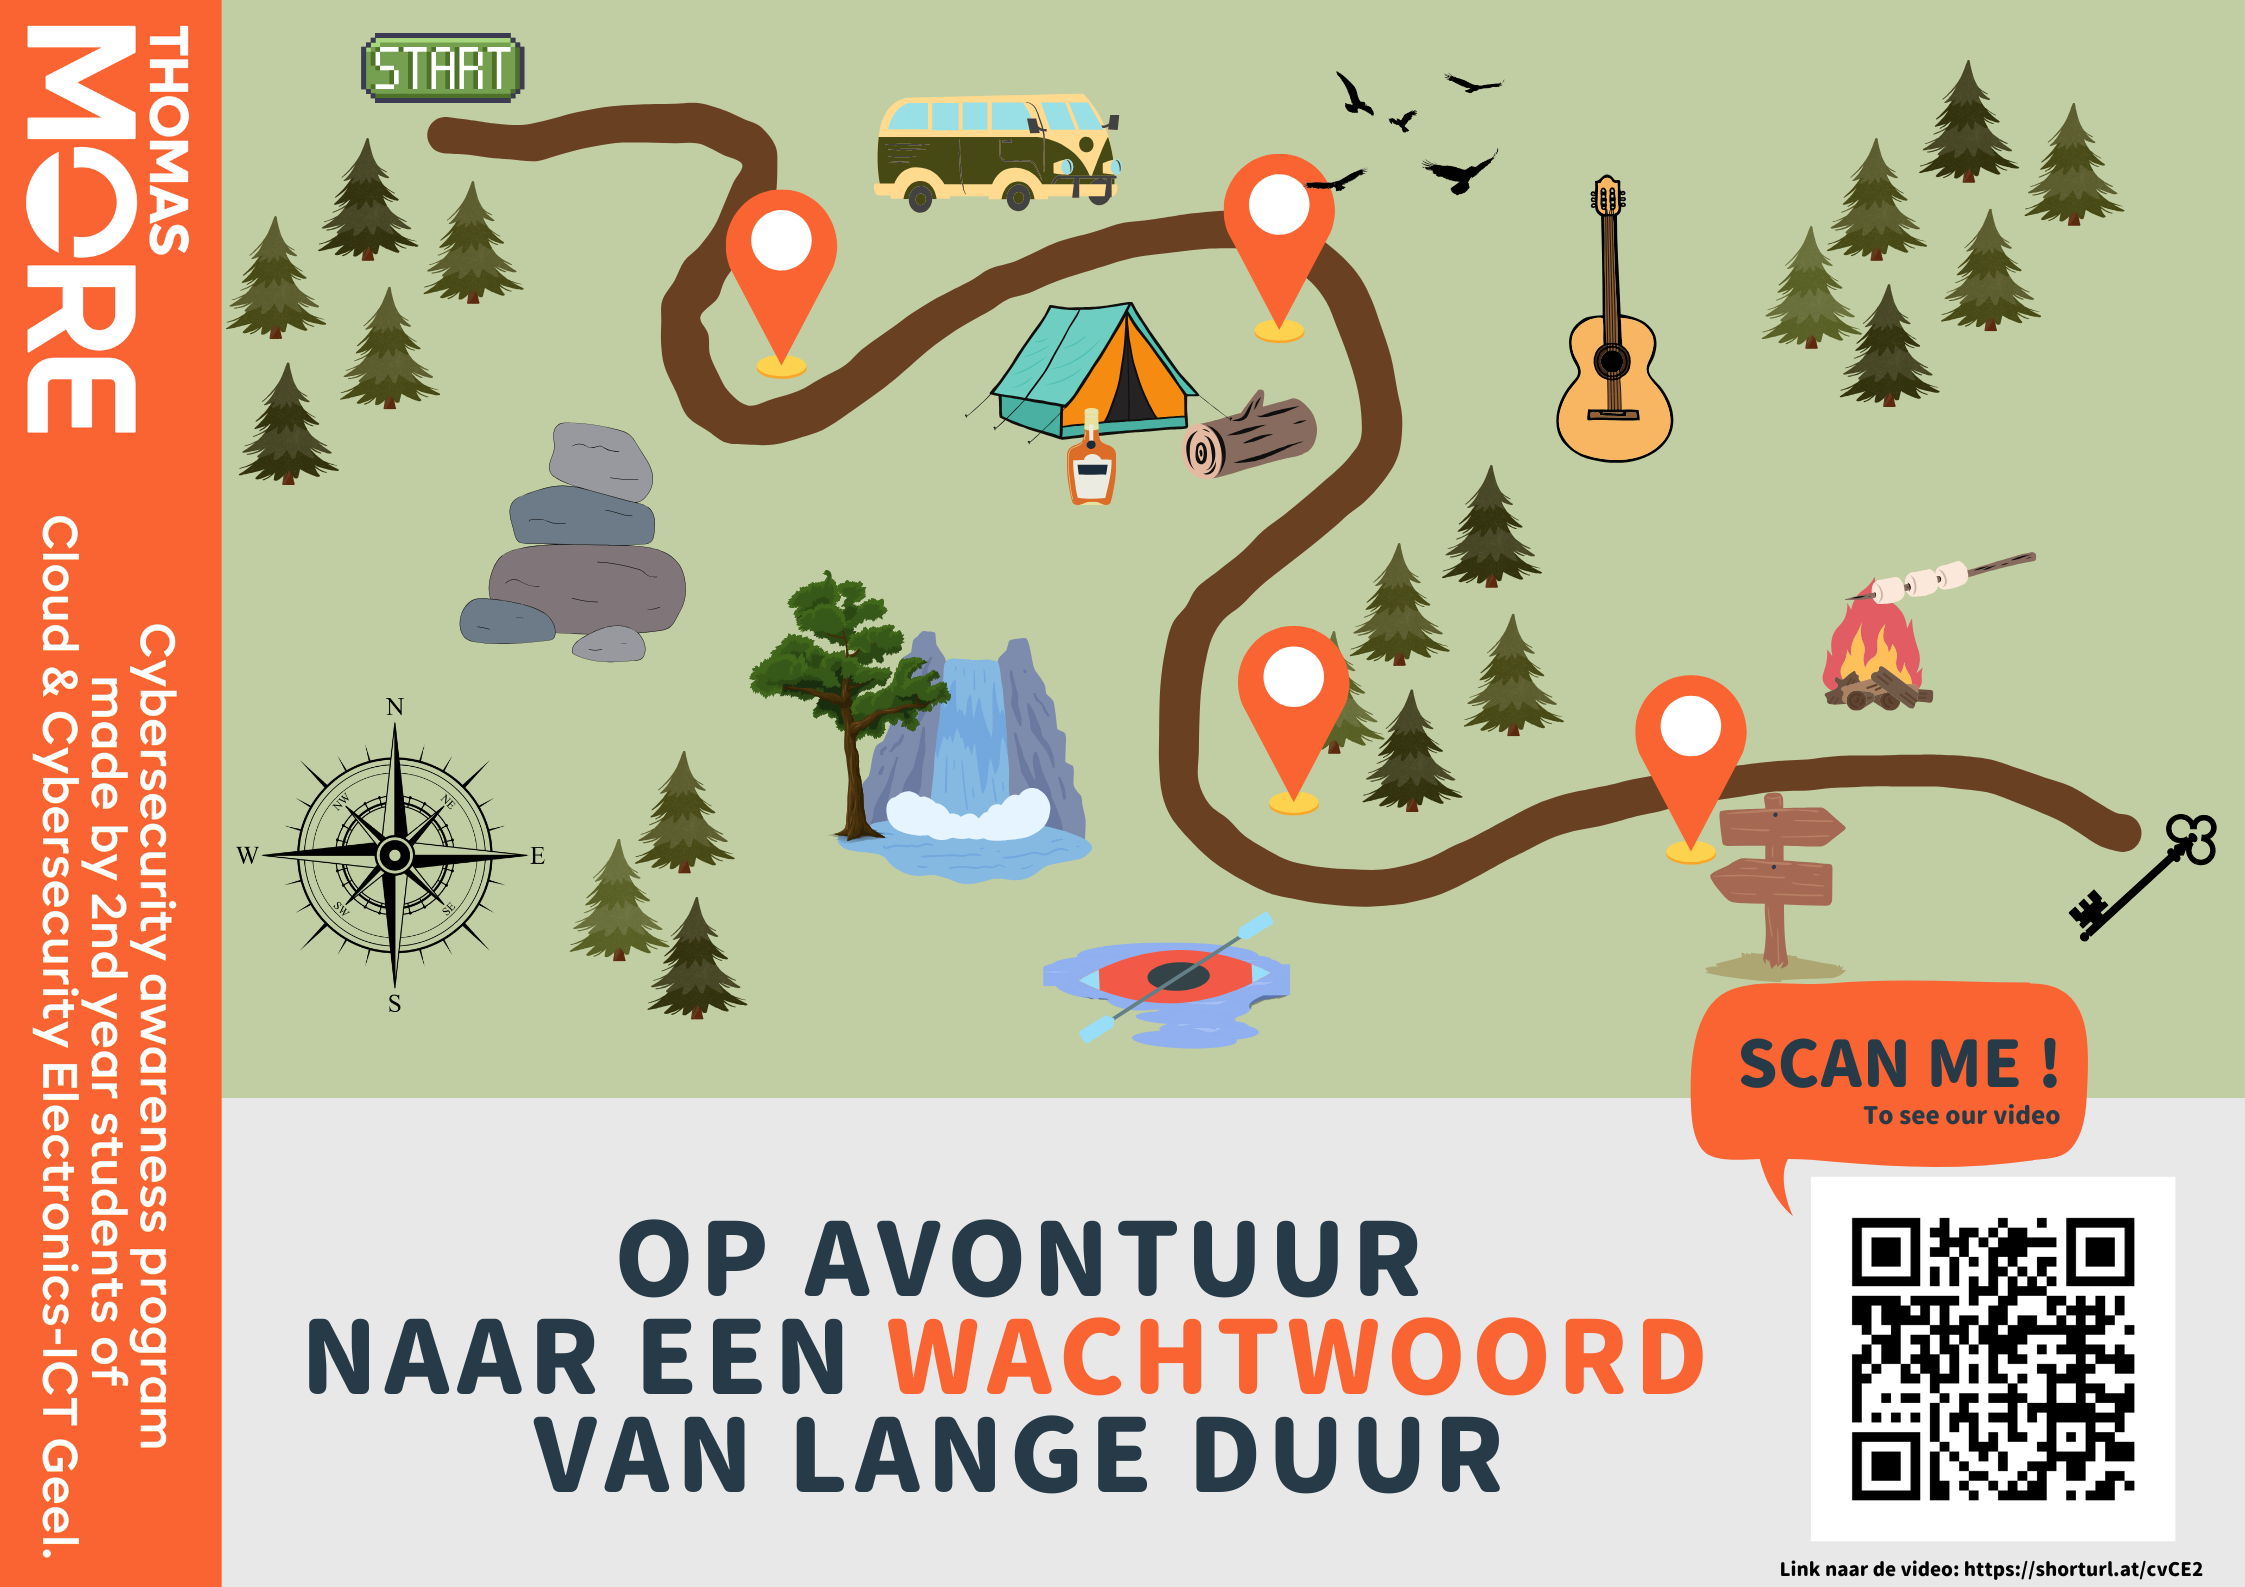 THOMAS
MORE
Cybersecurity awareness program
made by 2nd year students of
Cloud & Cybersecurity Electronics-ICT Geel.
START
N
NW
NE
W
E
SW
SE
S
SCAN ME !
To see our video
OP AVONTUUR
NAAR EEN WACHTWOORD
VAN LANGE DUUR
Link naar de video: https://shorturl.at/cvCE2